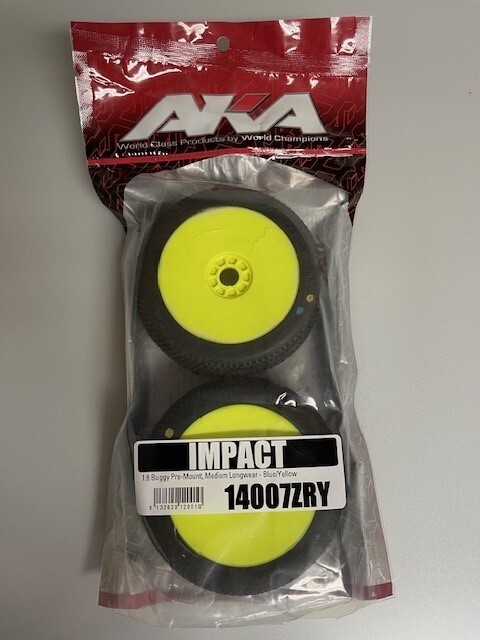 AKA
World Class Products by World Champions
IMPACT
1:8 Buggy Pre-Mount, Medium Longwear - Blue/Yellow
14007ZRY